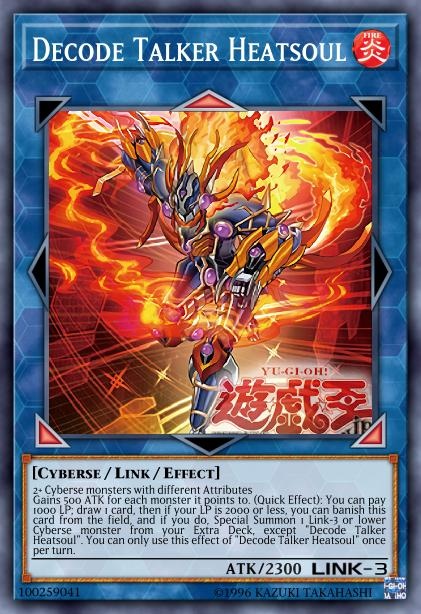 DECODE TALKER HEATSOUL
FIRE
炎
YU-GI-OH!
遊戯王
.jp
[CYBERSE / LINK / EFFECT]
2+ Cyberse monsters with different Attributes
Gains 500 ATK for each monster it points to. (Quick Effect): You can pay
1000 LP; draw 1 card, then if your LP is 2000 or less, you can banish this
card from the field, and if you do, Special Summon 1 Link-3 or lower
Cyberse monster from your Extra Deck, except "Decode Talker
Heatsoul". You can only use this effect of "Decode Talker Heatsoul" once
per turn.
ATK/2300 LINK-3
100259041
©1996 KAZUKI TAKAHASHI